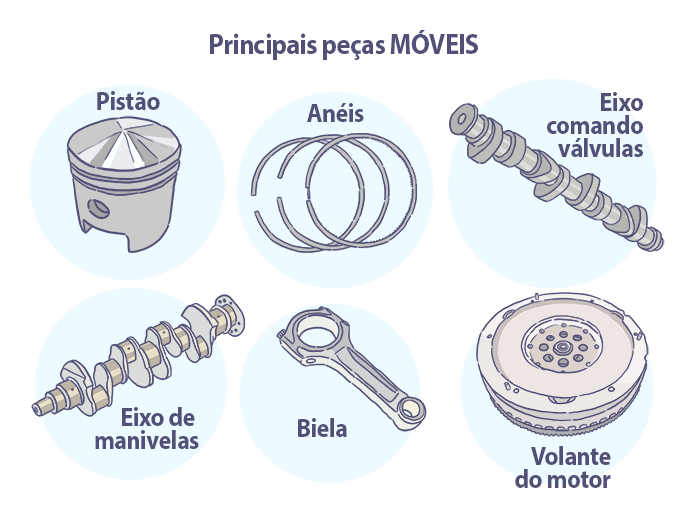 Principais peças MÓVEIS
Pistão
Anéis
Eixo
comando
válvulas
Eixo de
manivelas
Biela
Volante
do motor